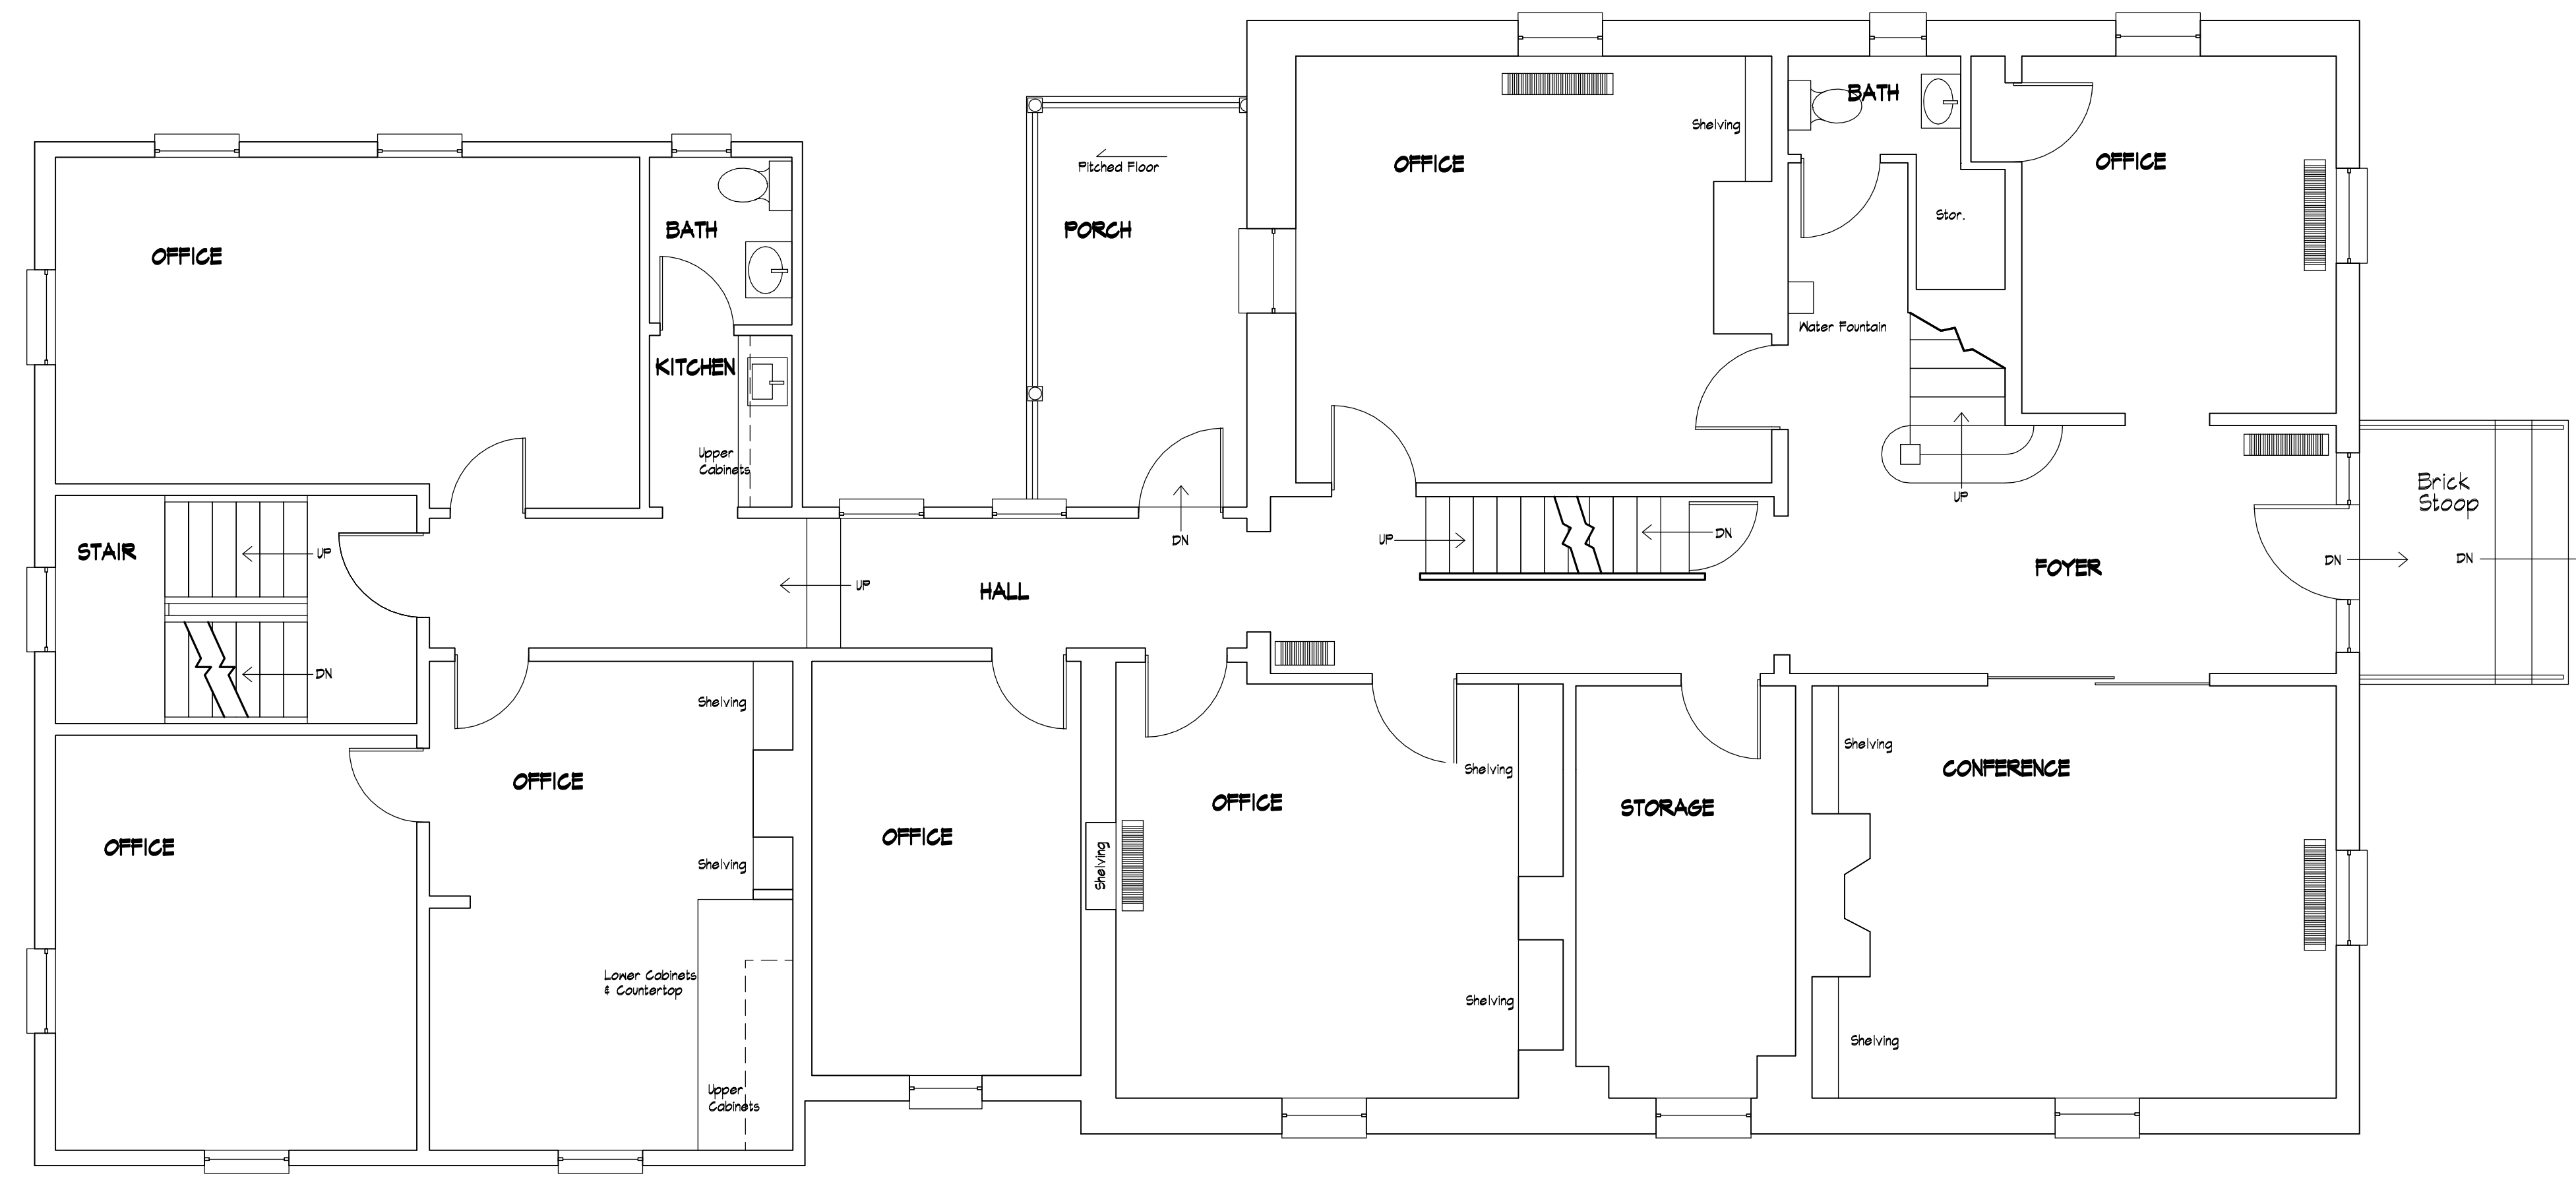 BATH
Shelving
OFFICE
OFFICE
Pitched Floor
Stor.
BATH
PORCH
OFFICE
Water Fountain
KITCHEN
Upper
Cabinets
Brick
Stoop
UP
DN
UP
DN
STAIR
UP
DN
DN
FOYER
UP
HALL
DN
Shelving
Shelving
Shelving
CONFERENCE
OFFICE
OFFICE
STORAGE
OFFICE
OFFICE
Shelving
Shelving
Lower Cabinets
& Countertop
Shelving
Shelving
Upper
Cabinets